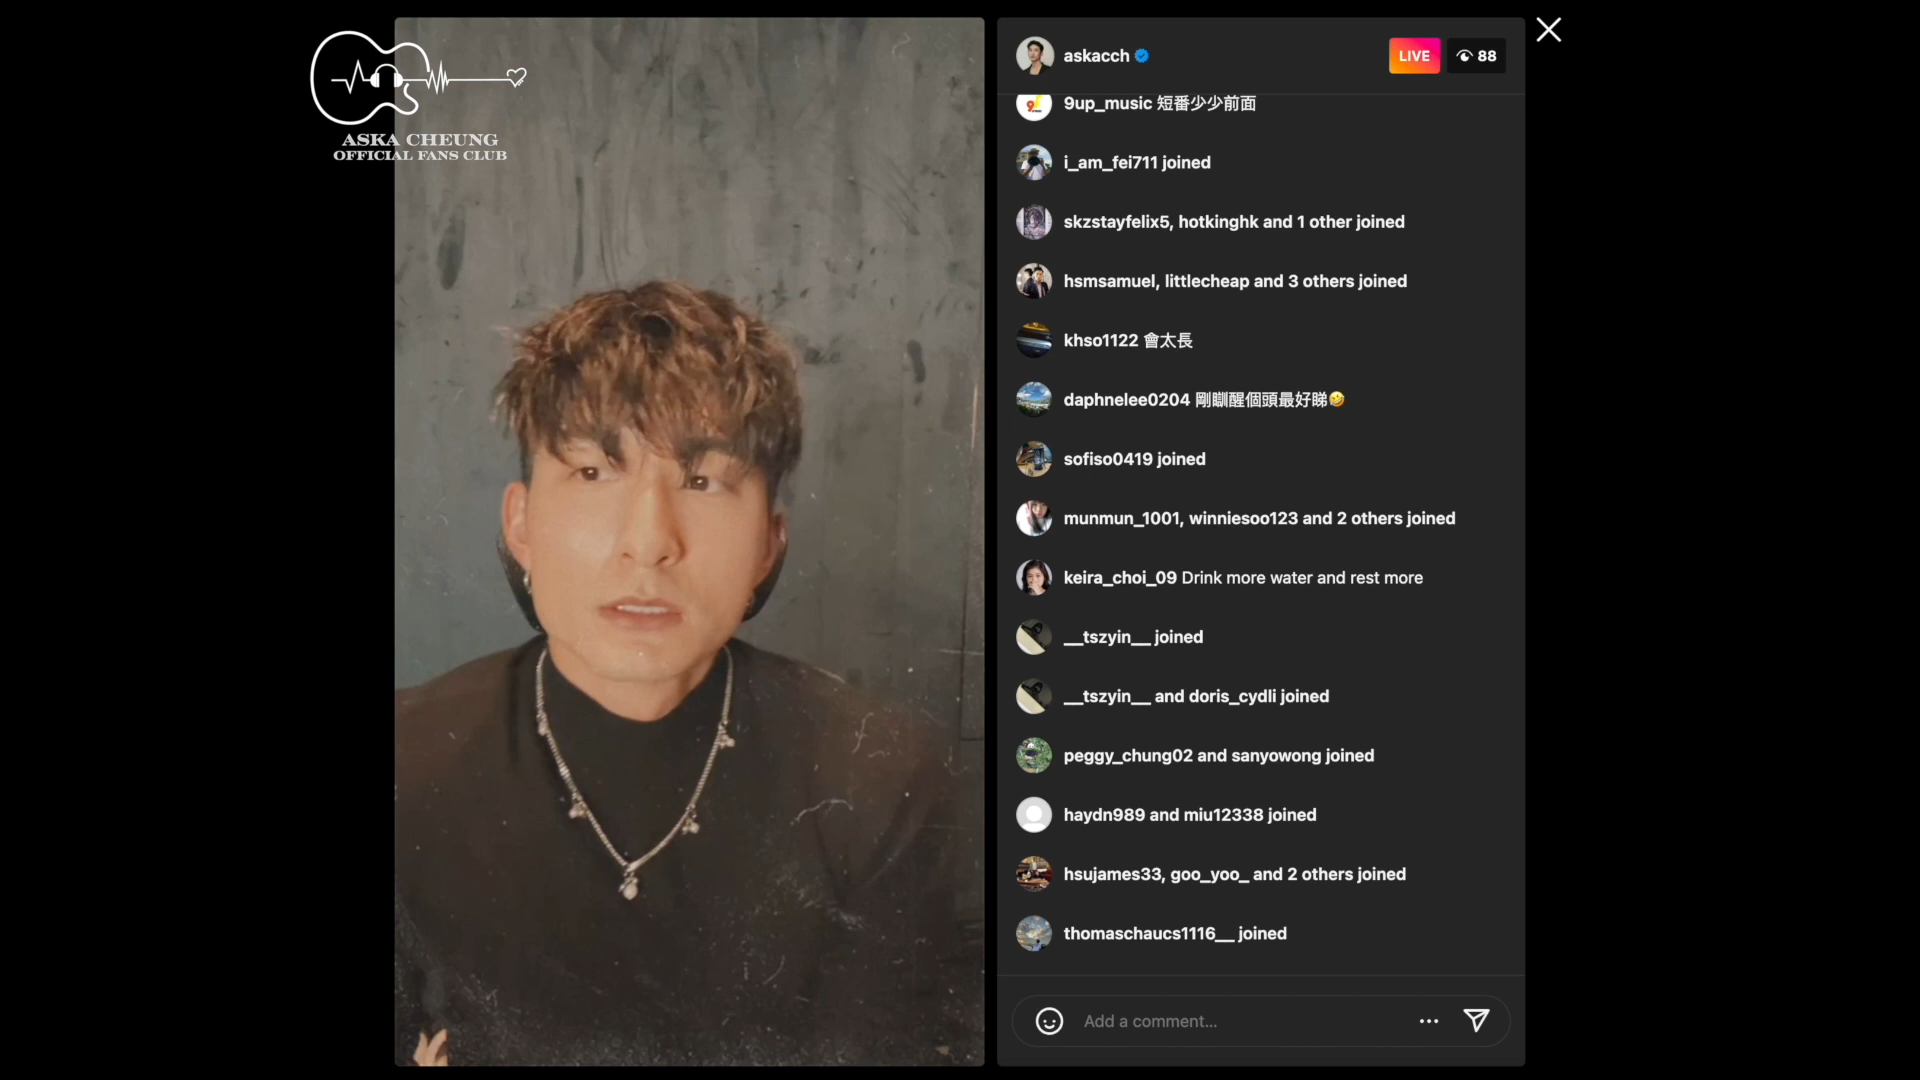 ASKA CHEUNG
OFFICIAL FANS CLUB
askacch
LIVE
88
9up_music 短番少少前面
i_am_fei711 joined
skzstayfelix5, hotkinghk and 1 other joined
hsmsamuel, littlecheap and 3 others joined
khso1122 會太長
daphnelee0204 剛瞓醒個頭最好睇🤣
sofiso0419 joined
munmun_1001, winniesoo123 and 2 others joined
keira_choi_09 Drink more water and rest more
__tszyin__ joined
__tszyin__ and doris_cydli joined
peggy_chung02 and sanyowong joined
haydn989 and miu12338 joined
hsujames33, goo_yoo_ and 2 others joined
thomaschaucs1116__ joined
Add a comment...